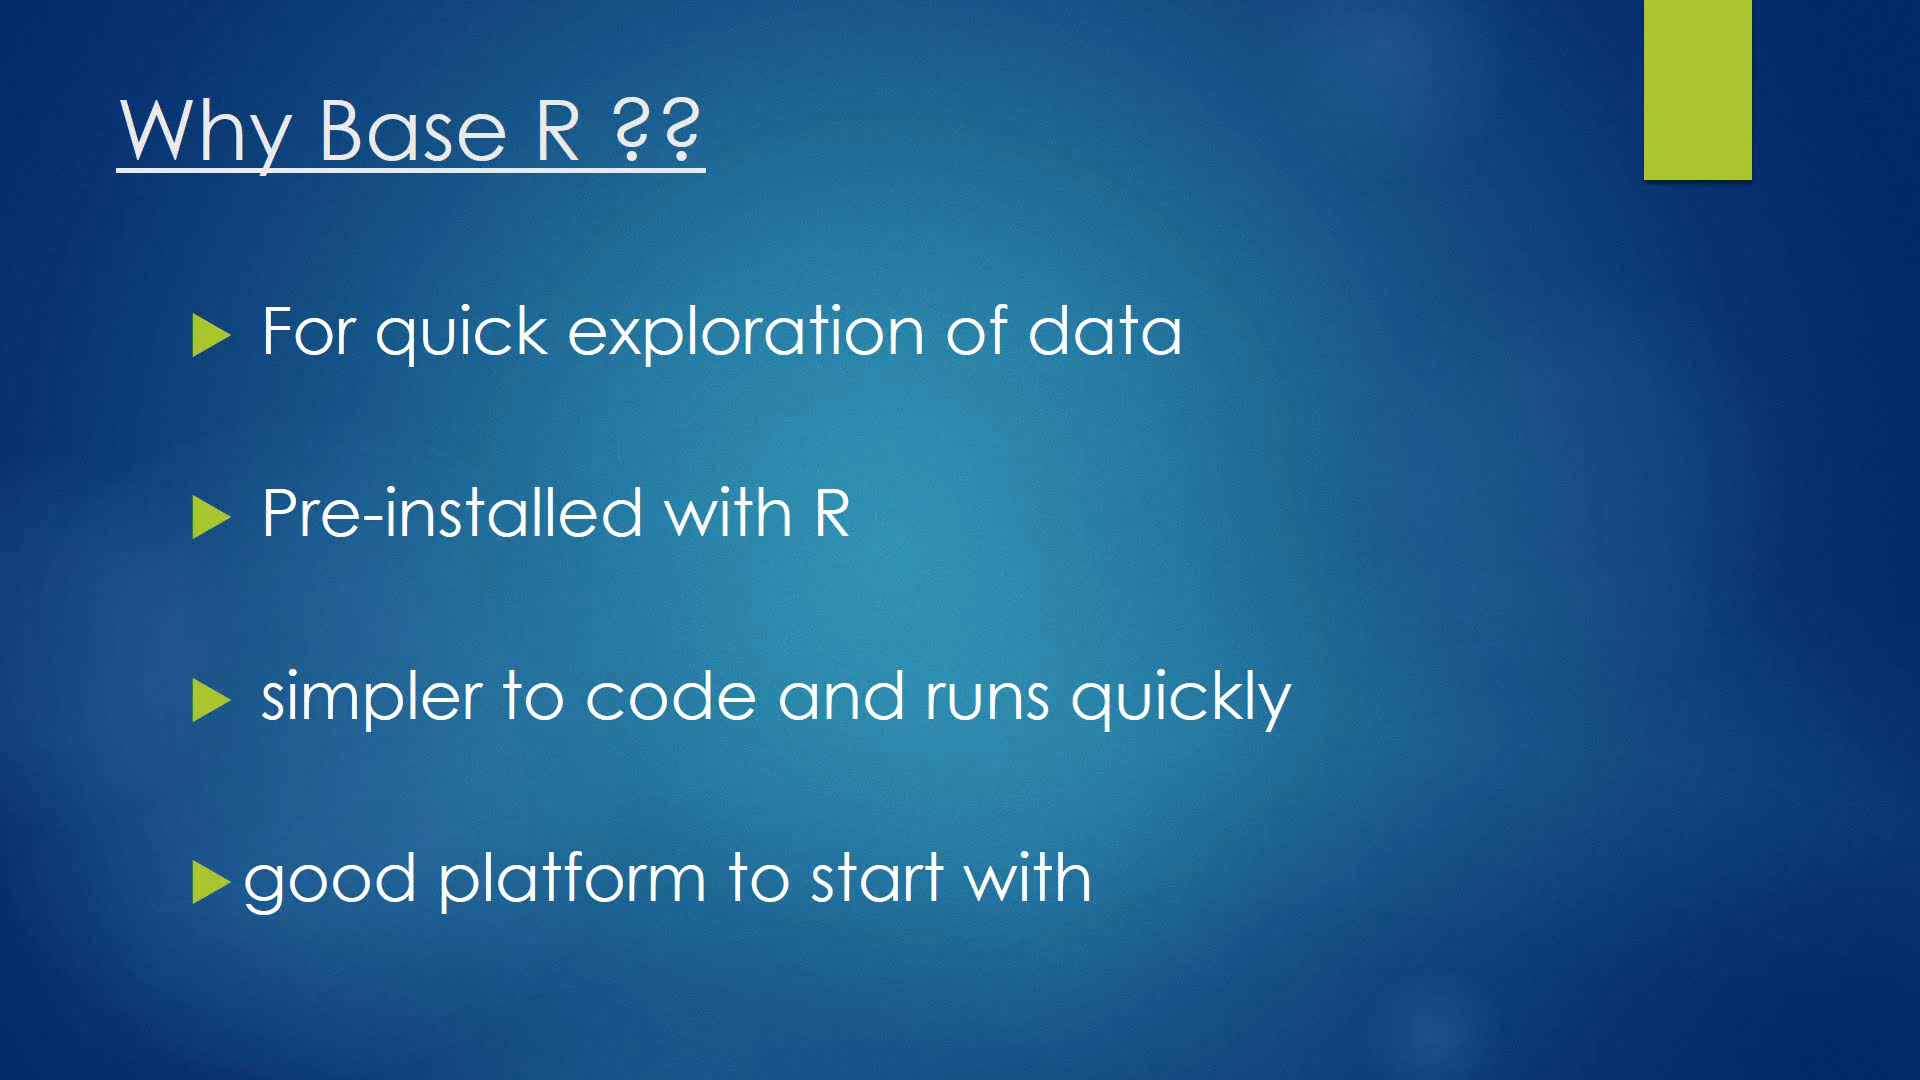 Why Base R ??
For quick exploration of data
Pre-installed with R
simpler to code and runs quickly
good platform to start with